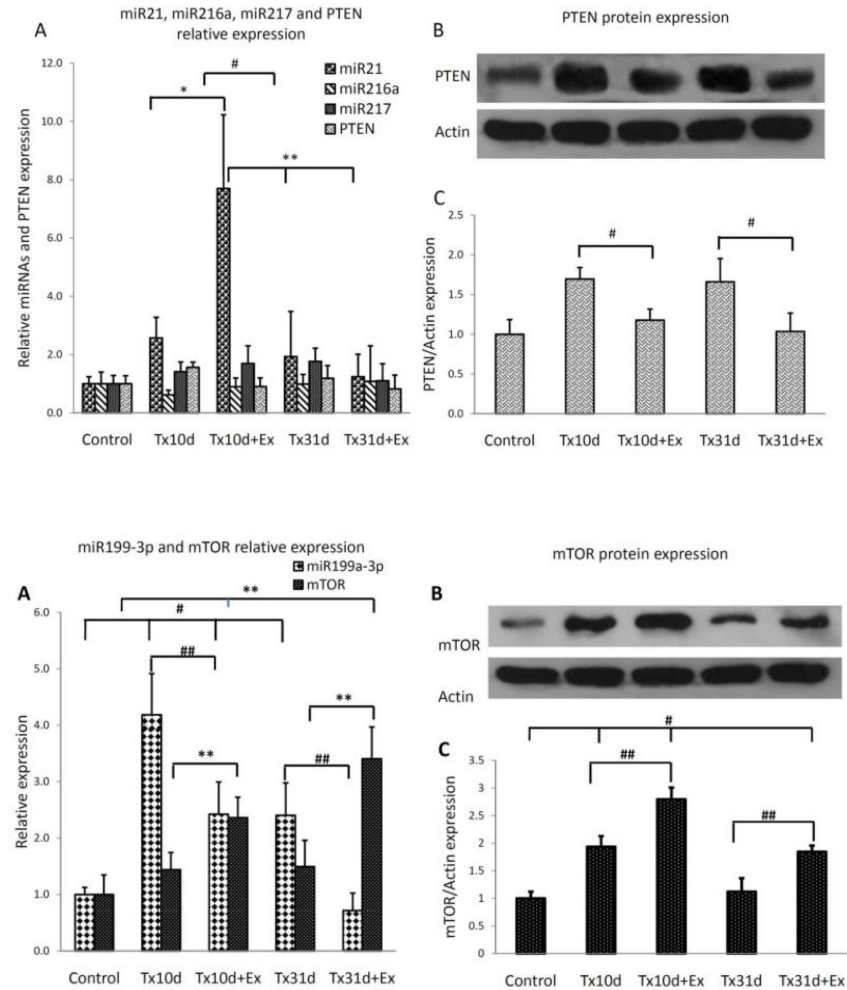 A
miR21, miR216a, miR217 and PTEN
relative expression
Relative miRNAs and PTEN expression
12.0
10.0
8.0
6.0
4.0
2.0
0.0
miR21
miR216a
miR217
PTEN
*
#
**
Control Tx10d Tx10d+Ex Tx31d Tx31d+Ex
B
PTEN protein expression
PTEN
Actin
C
PTEN/Actin expression
2.5
2.0
1.5
1.0
0.5
0.0
#
#
Control Tx10d Tx10d+Ex Tx31d Tx31d+Ex
miR199-3p and mTOR relative expression
A
miR199a-3p
mTOR
Relative expression
6.0
5.0
4.0
3.0
2.0
1.0
0.0
**
#
##
**
**
##
Control Tx10d Tx10d+Ex Tx31d Tx31d+Ex
mTOR protein expression
B
mTOR
Actin
C
mTOR/Actin expression
3.5
3
2.5
2
1.5
1
0.5
0
#
##
##
Control Tx10d Tx10d+Ex Tx31d Tx31d+Ex